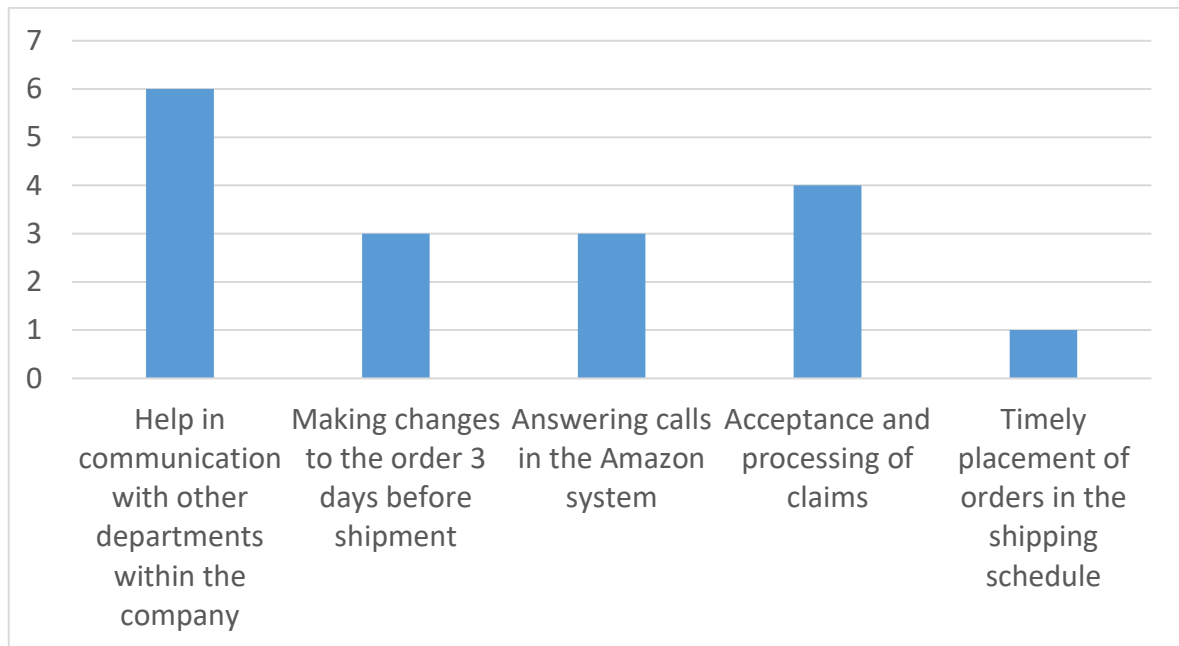 7
6
5
4
3
2
1
0
Help in
communication
with other
departments
within the
company
Making changes
to the order 3
days before
shipment
Answering calls
in the Amazon
system
Acceptance and
processing of
claims
Timely
placement of
orders in the
shipping
schedule